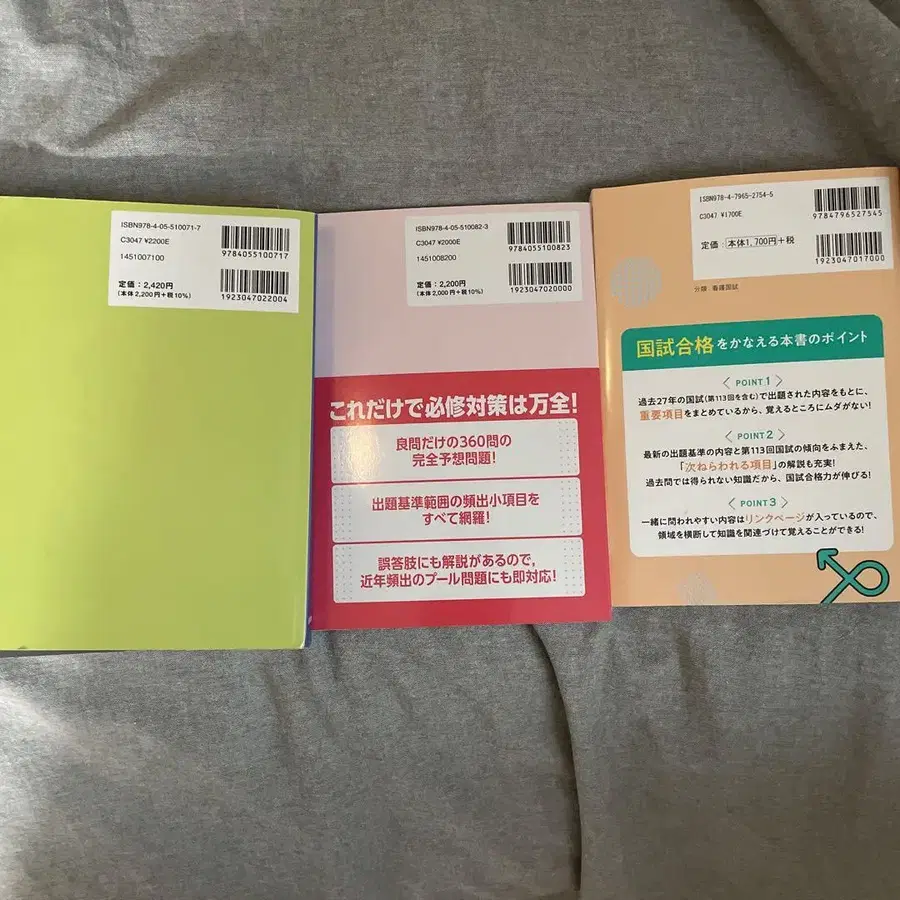 ISBN978-4-05-510071-7
C3047 ¥2200E
1451007100
定価:2,420円
(本体2,200円+税10%)
9784055100717
1923047022004
ISBN978-4-05-510082-3
C3047 ¥2000E
1451008200
定価:2,200円
(本体2,000円+税10%)
9784055100823
1923047020000
これだけで必修対策は万全!
良問だけの360問の
完全予想問題!
出題基準範囲の頻出小項目を
すべて網羅!
誤答肢にも解説があるので,
近年頻出のプール問題にも即対応!
ISBN978-4-7965-2754-5
C3047 ¥1700E
定価:本体1,700円+税
9784796527545
1923047017000
分類:看護国試
国試合格をかなえる本書のポイント
〈 POINT 1 〉
過去27年の国試(第113回を含む)で出題された内容をもとに、
重要項目をまとめているから、覚えるところにムダがない!
〈 POINT 2 〉
最新の出題基準の内容と第113回国試の傾向をふまえた、
「次ねらわれる項目」の解説も充実!
過去問では得られない知識だから、国試合格力が伸びる!
〈 POINT 3 〉
一緒に問われやすい内容はリンクページが入っているので、
領域を横断して知識を関連づけて覚えることができる!